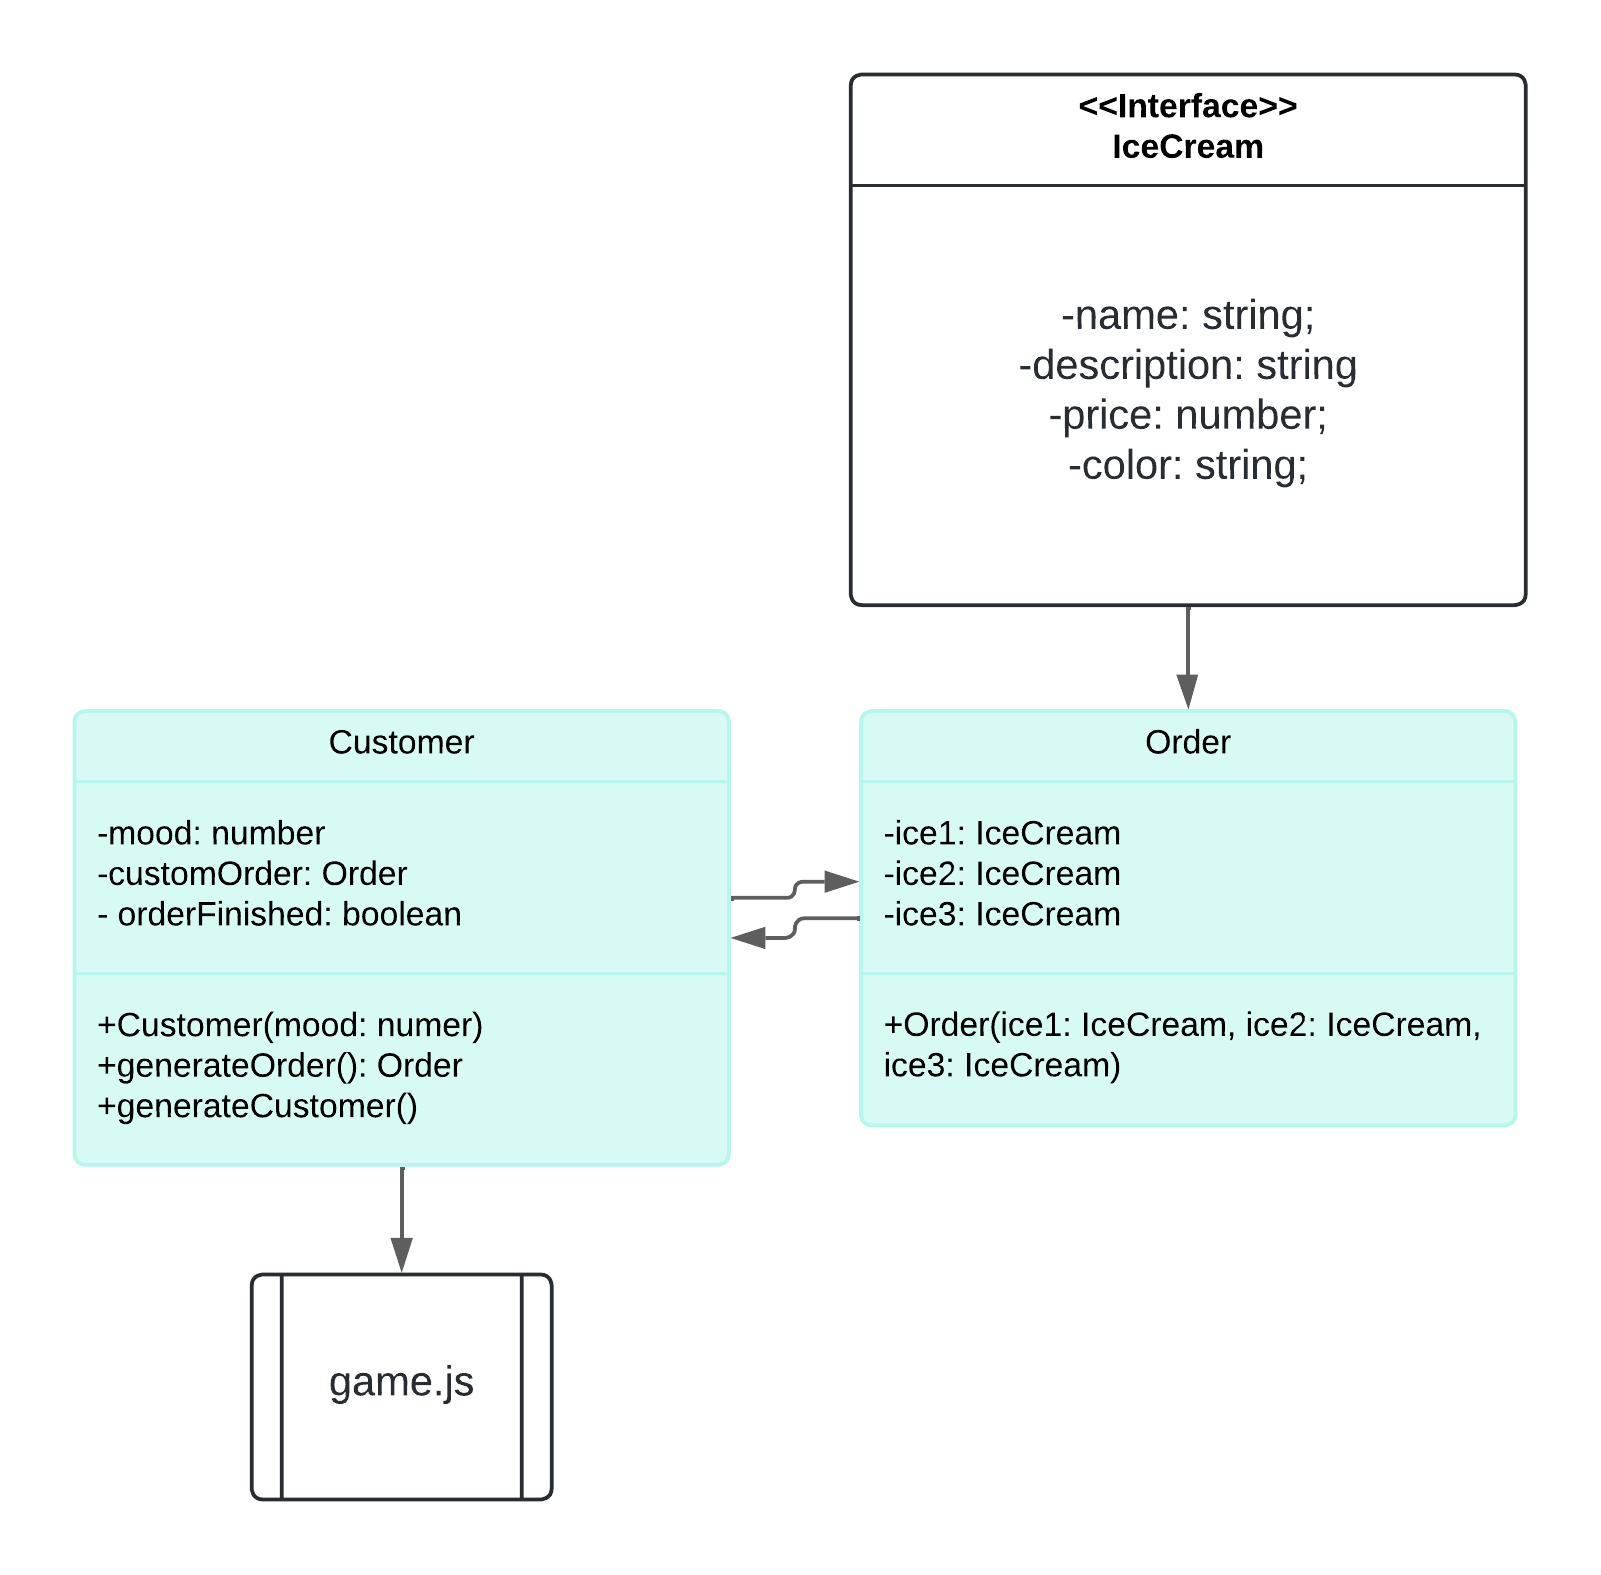 <<Interface>>
IceCream
-name: string;
-description: string
-price: number;
-color: string;
Customer
-mood: number
-customOrder: Order
- orderFinished: boolean
+Customer(mood: numer)
+generateOrder(): Order
+generateCustomer()
Order
-ice1: IceCream
-ice2: IceCream
-ice3: IceCream
+Order(ice1: IceCream, ice2: IceCream,
ice3: IceCream)
game.js